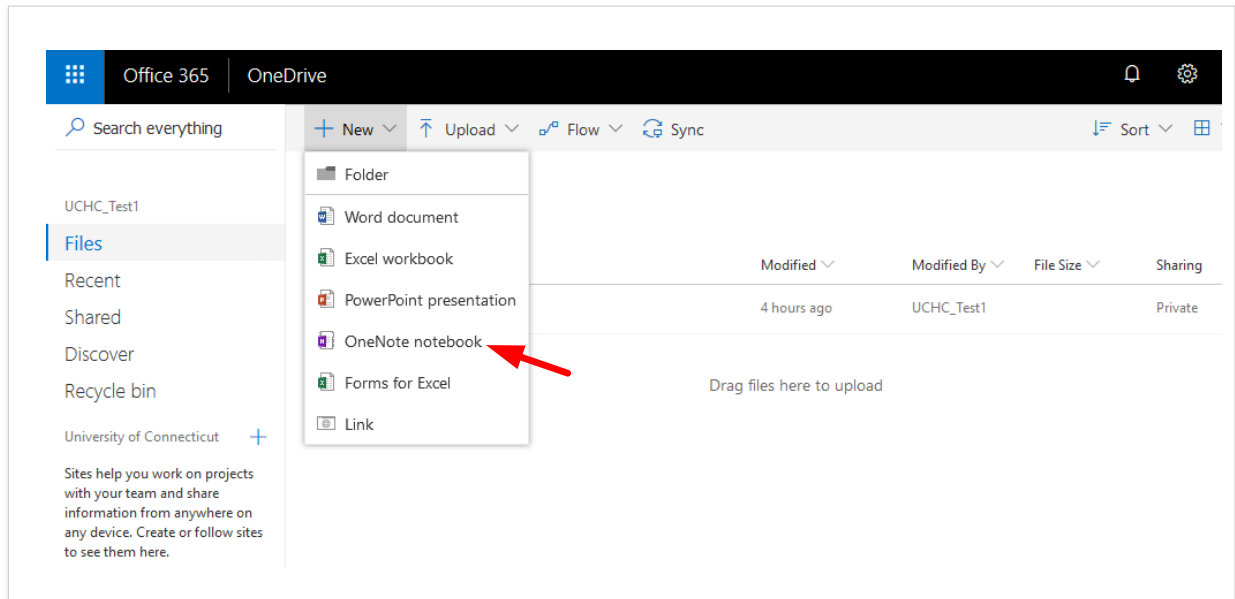 Office 365 OneDrive
Search everything
New Upload Flow Sync Sort
Folder
Word document
Excel workbook
PowerPoint presentation
OneNote notebook
Forms for Excel
Link
UCHC_Test1
Files
Recent
Shared
Discover
Recycle bin
University of Connecticut +
Sites help you work on projects
with your team and share
information from anywhere on
any device. Create or follow sites
to see them here.
Modified Modified By File Size Sharing
4 hours ago UCHC_Test1 Private
Drag files here to upload